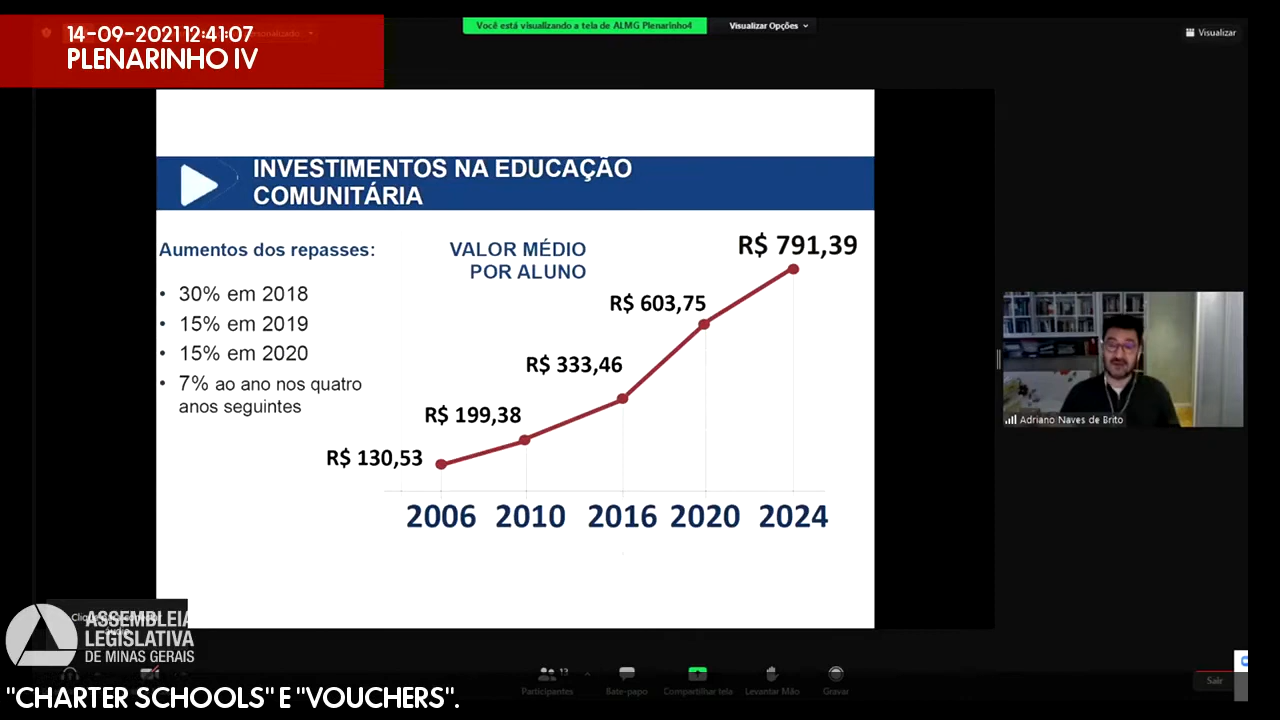 14-09-2021 12:41:07
PLENARINHO IV
Você está visualizando a tela de ALMG Plenarinho4
Visualizar Opções
Visualizar
INVESTIMENTOS NA EDUCAÇÃO
COMUNITÁRIA
Aumentos dos repasses:
• 30% em 2018
• 15% em 2019
• 15% em 2020
• 7% ao ano nos quatro
anos seguintes
VALOR MÉDIO
POR ALUNO
R$ 791,39
R$ 603,75
R$ 333,46
R$ 199,38
R$ 130,53
2006 2010 2016 2020 2024
Adriano Naves de Brito
ASSEMBLEIA
LEGISLATIVA
DE MINAS GERAIS
13
Participantes
Bate-papo
Compartilhar tela
Levantar Mão
Gravar
Sair
"CHARTER SCHOOLS" E "VOUCHERS".